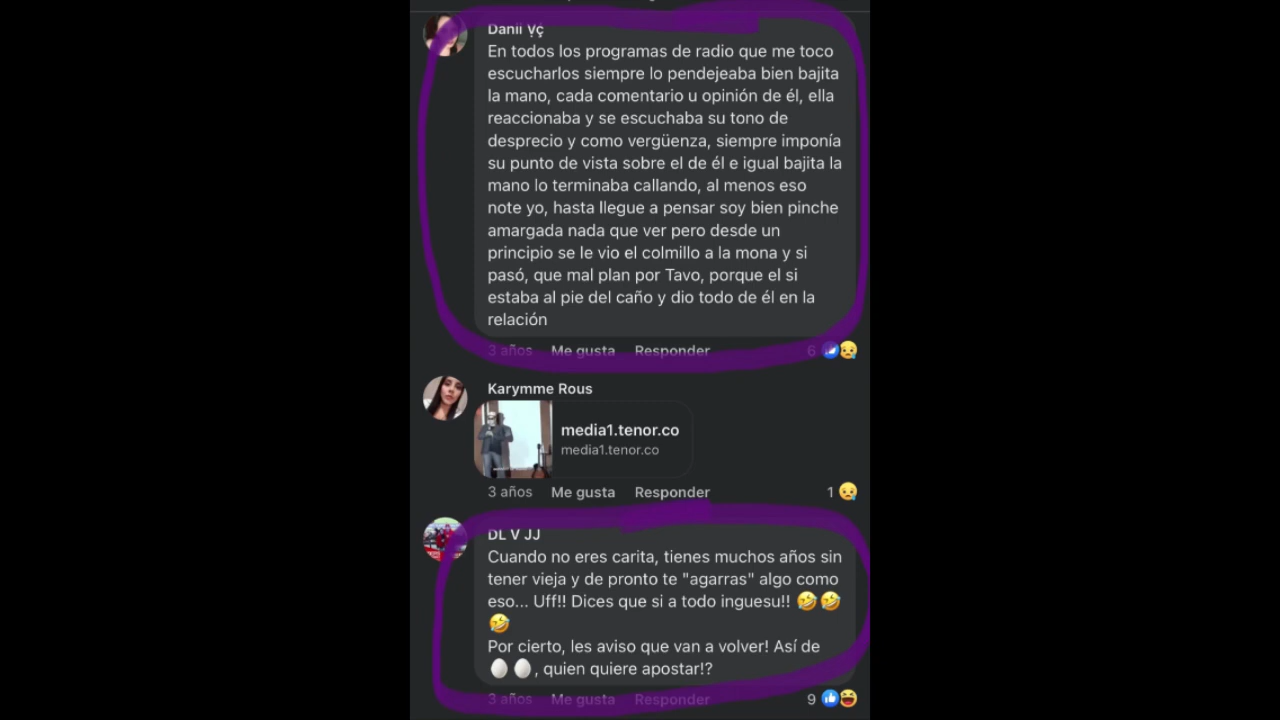 Danii Vç
En todos los programas de radio que me toco
escucharlos siempre lo pendejeaba bien bajita
la mano, cada comentario u opinión de él, ella
reaccionaba y se escuchaba su tono de
desprecio y como vergüenza, siempre imponía
su punto de vista sobre el de él e igual bajita la
mano lo terminaba callando, al menos eso
note yo, hasta llegue a pensar soy bien pinche
amargada nada que ver pero desde un
principio se le vio el colmillo a la mona y si
pasó, que mal plan por Tavo, porque el si
estaba al pie del caño y dio todo de él en la
relación
3 años Me gusta Responder 6
Karymme Rous
media1.tenor.co
media1.tenor.co
3 años Me gusta Responder 1 😢
DL V JJ
Cuando no eres carita, tienes muchos años sin
tener vieja y de pronto te "agarras" algo como
eso... Uff!! Dices que si a todo inguesu!! 🤣🤣
🤣
Por cierto, les aviso que van a volver! Así de
🥚🥚, quien quiere apostar!?
3 años Me gusta Responder 9 👍😆